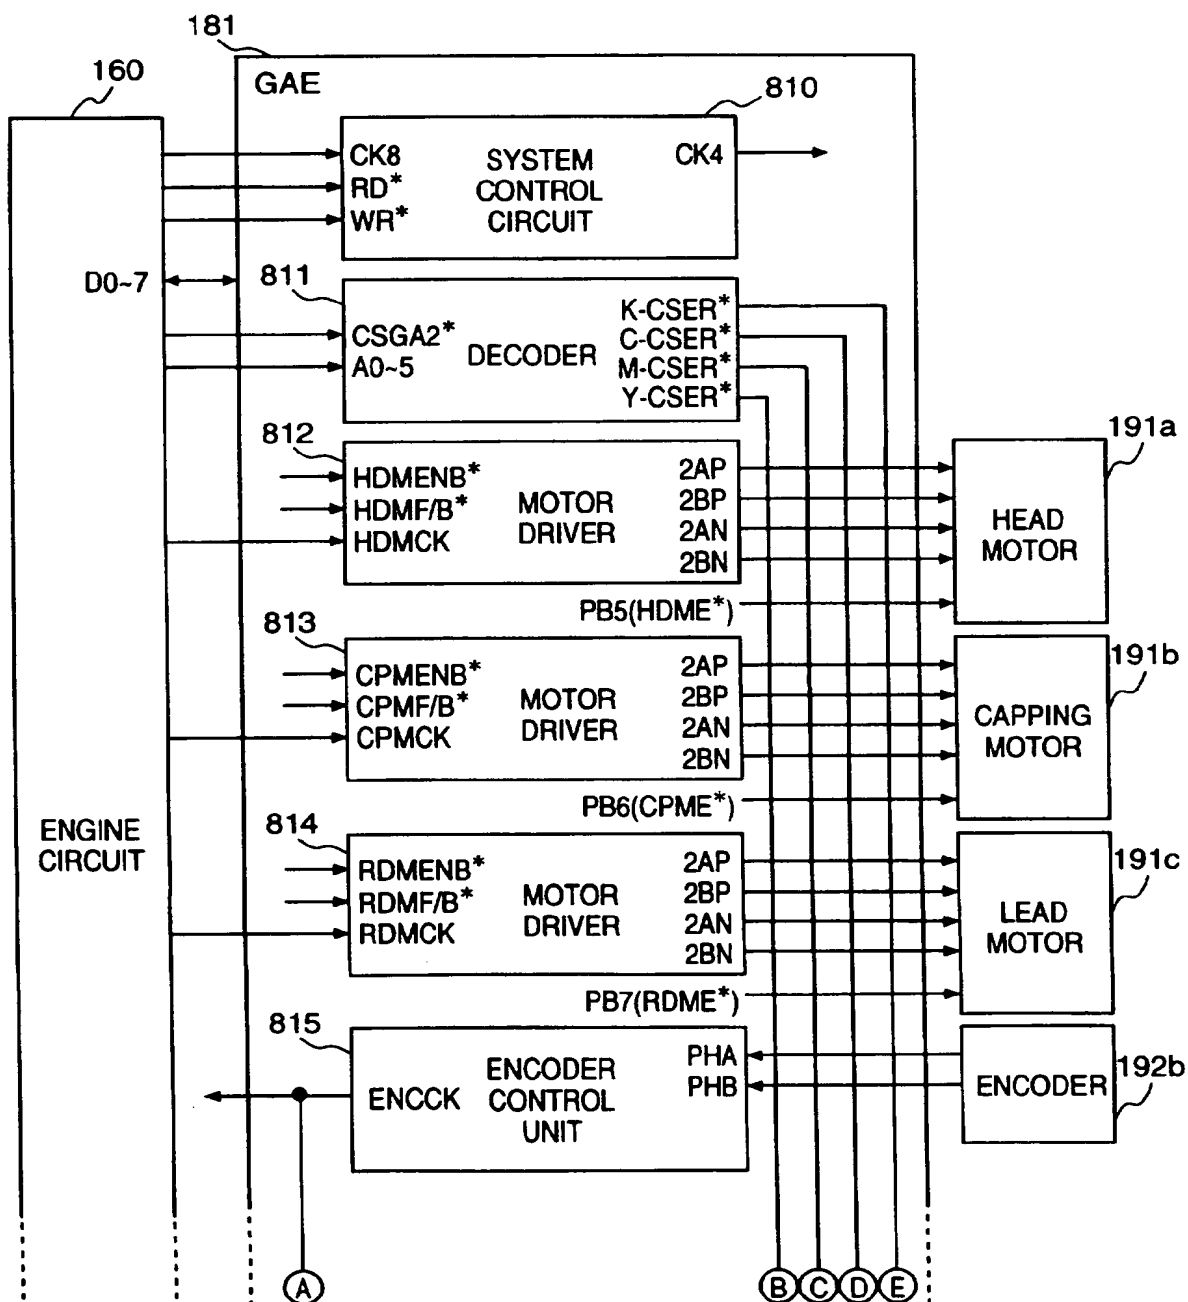 181
160
GAE
810
CK8
RD*
WR*
SYSTEM
CONTROL
CIRCUIT
CK4
D0~7
811
CSGA2*
A0~5
DECODER
K-CSER*
C-CSER*
M-CSER*
Y-CSER*
812
HDMENB*
HDMF/B*
HDMCK
MOTOR
DRIVER
2AP
2BP
2AN
2BN
191a
HEAD
MOTOR
PB5(HDME*)
813
CPMENB*
CPMF/B*
CPMCK
MOTOR
DRIVER
2AP
2BP
2AN
2BN
191b
CAPPING
MOTOR
PB6(CPME*)
ENGINE
CIRCUIT
814
RDMENB*
RDMF/B*
RDMCK
MOTOR
DRIVER
2AP
2BP
2AN
2BN
191c
LEAD
MOTOR
PB7(RDME*)
815
ENCCK
ENCODER
CONTROL
UNIT
PHA
PHB
ENCODER
192b
A
B
C
D
E